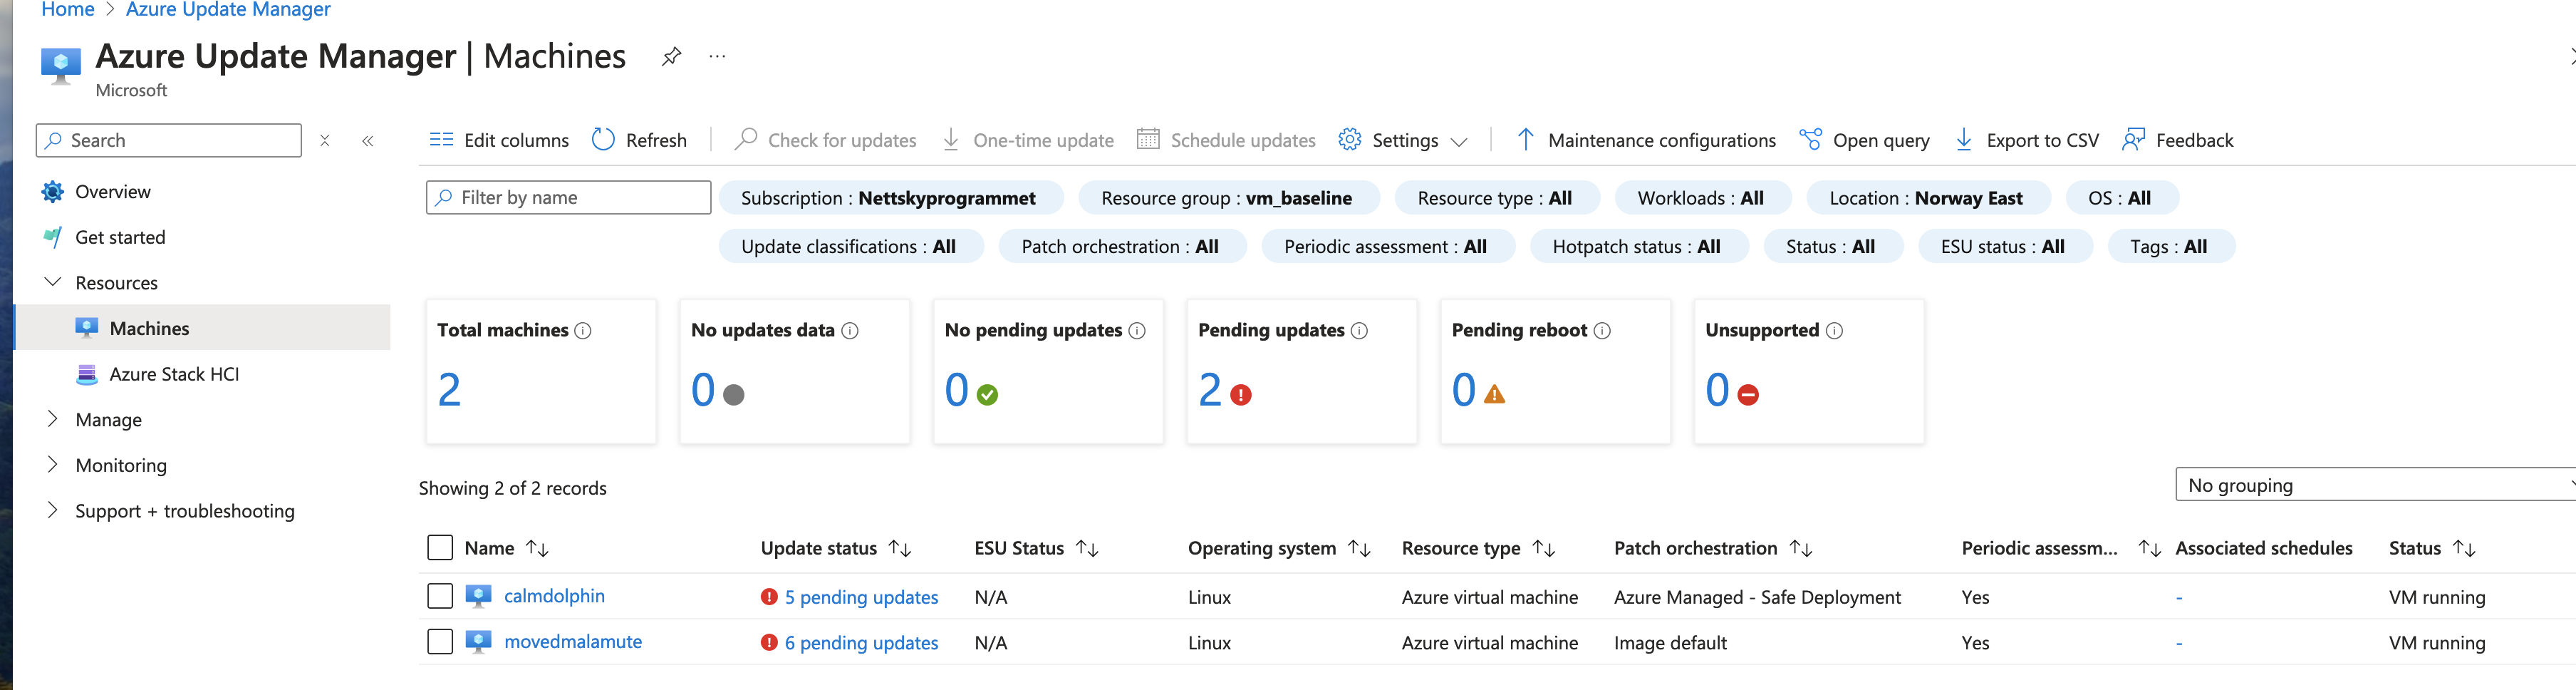 Home > Azure Update Manager
Azure Update Manager | Machines
Microsoft
Search
Overview
Get started
Resources
Machines
Azure Stack HCI
Manage
Monitoring
Support + troubleshooting
Edit columns Refresh Check for updates One-time update Schedule updates Settings Maintenance configurations Open query Export to CSV Feedback
Filter by name Subscription : Nettskyprogrammet Resource group : vm_baseline Resource type : All Workloads : All Location : Norway East OS : All
Update classifications : All Patch orchestration : All Periodic assessment : All Hotpatch status : All Status : All ESU status : All Tags : All
Total machines No updates data No pending updates Pending updates Pending reboot Unsupported
2 0 0 2 0 0
Showing 2 of 2 records No grouping
Name Update status ESU Status Operating system Resource type Patch orchestration Periodic assessm... Associated schedules Status
calmdolphin 5 pending updates N/A Linux Azure virtual machine Azure Managed - Safe Deployment Yes - VM running
movedmalamute 6 pending updates N/A Linux Azure virtual machine Image default Yes - VM running